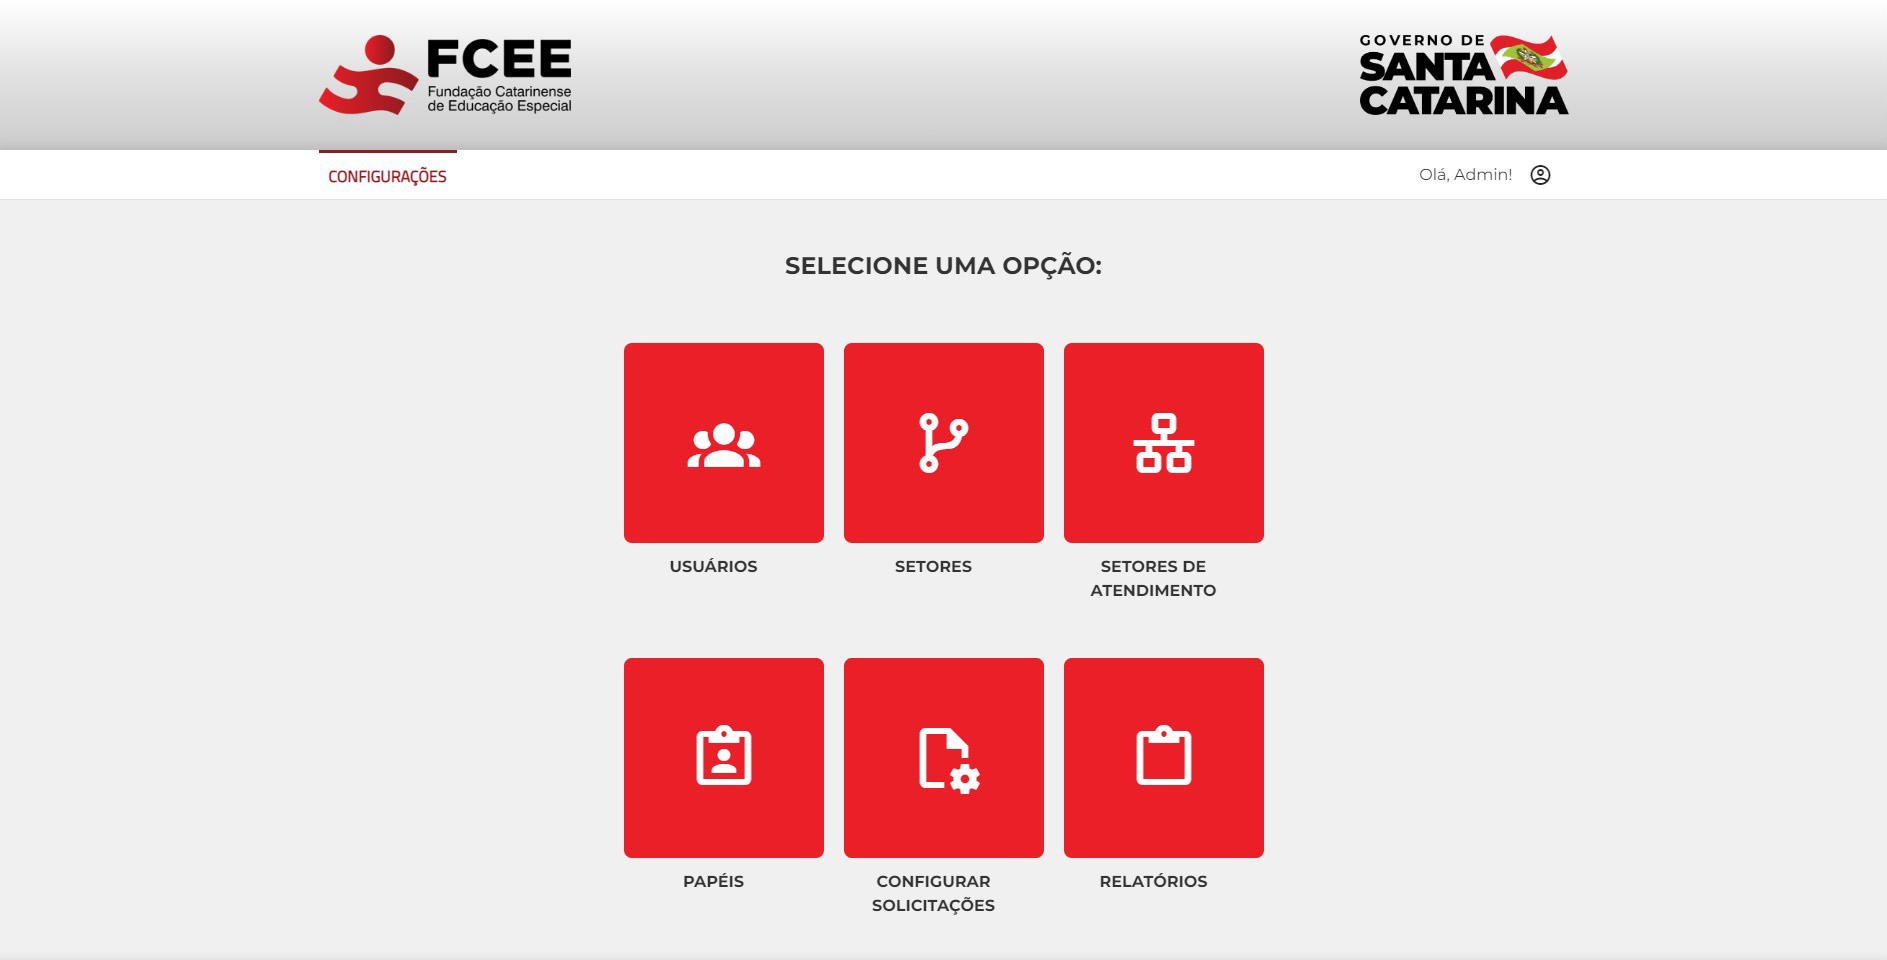 FCEE
Fundação Catarinense
de Educação Especial
GOVERNO DE
SANTA
CATARINA
CONFIGURAÇÕES
Olá, Admin!
SELECIONE UMA OPÇÃO:
USUÁRIOS
SETORES
SETORES DE
ATENDIMENTO
PAPÉIS
CONFIGURAR
SOLICITAÇÕES
RELATÓRIOS